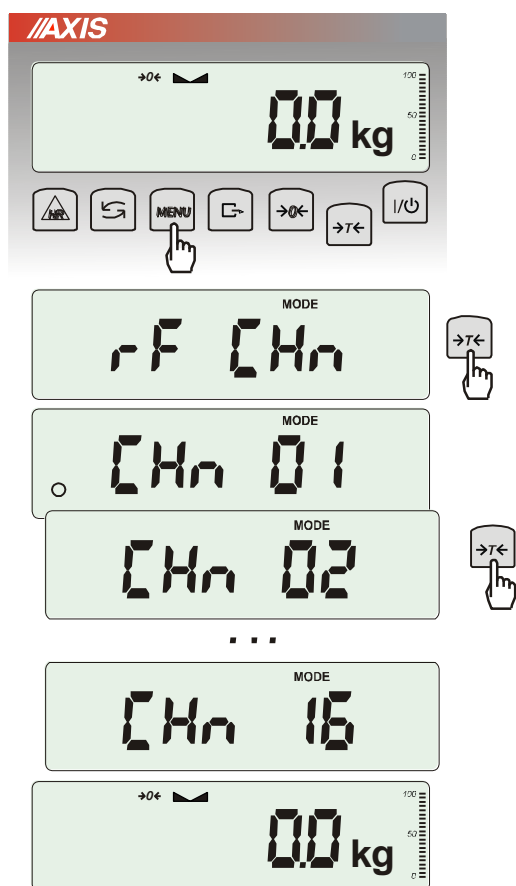 //AXIS
→0← 100
50
0.0 kg
0
HR MENU →0← →T← I/⏻
MODE
rF CHn
→T←
MODE
CHn 01
MODE
CHn 02
→T←
...
MODE
CHn 16
→0← 100
50
0.0 kg
0